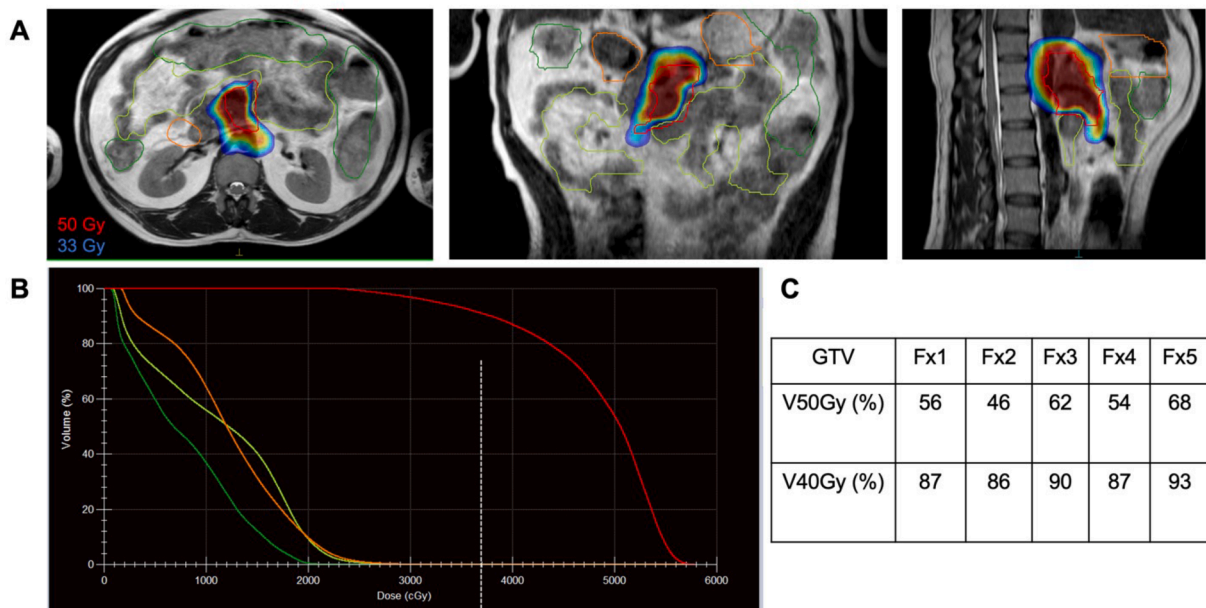 A
50 Gy
33 Gy
B
Volume (%)
100
80
60
40
20
0
0 1000 2000 3000 4000 5000 6000
Dose (cGy)
C
GTV Fx1 Fx2 Fx3 Fx4 Fx5
V50Gy (%) 56 46 62 54 68
V40Gy (%) 87 86 90 87 93